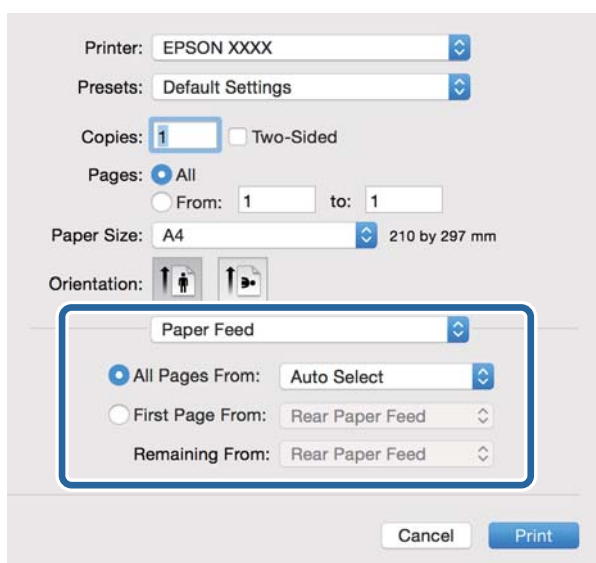 Printer: EPSON XXXX
Presets: Default Settings
Copies: 1 Two-Sided
Pages: All
From: 1 to: 1
Paper Size: A4 210 by 297 mm
Orientation:
Paper Feed
All Pages From: Auto Select
First Page From: Rear Paper Feed
Remaining From: Rear Paper Feed
Cancel Print